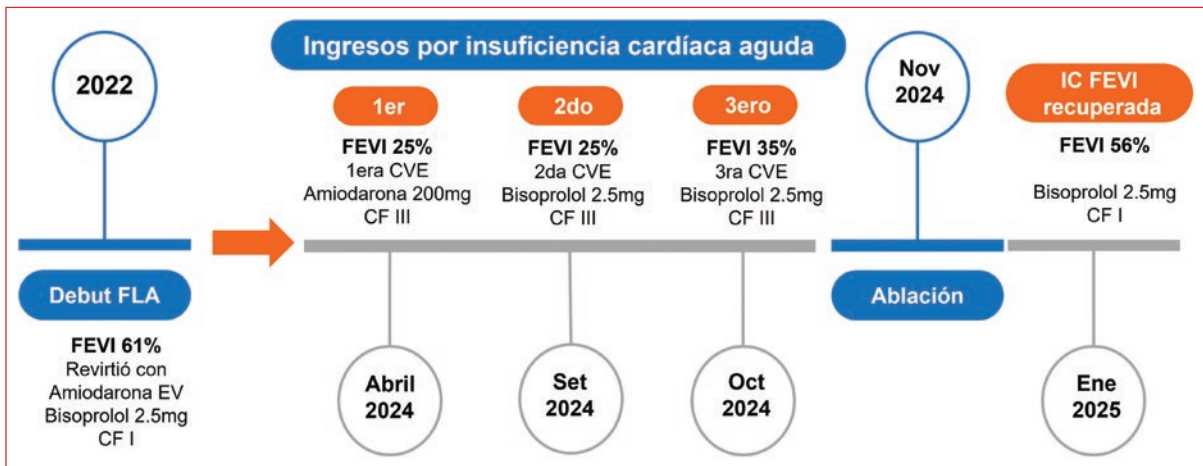 2022
Debut FLA
FEVI 61%
Revirtió con
Amiodarona EV
Bisoprolol 2.5mg
CF I
Ingresos por insuficiencia cardíaca aguda
1er
FEVI 25%
1era CVE
Amiodarona 200mg
CF III
Abril
2024
2do
FEVI 25%
2da CVE
Bisoprolol 2.5mg
CF III
Set
2024
3ero
FEVI 35%
3ra CVE
Bisoprolol 2.5mg
CF III
Oct
2024
Nov
2024
Ablación
IC FEVI
recuperada
FEVI 56%
Bisoprolol 2.5mg
CF I
Ene
2025